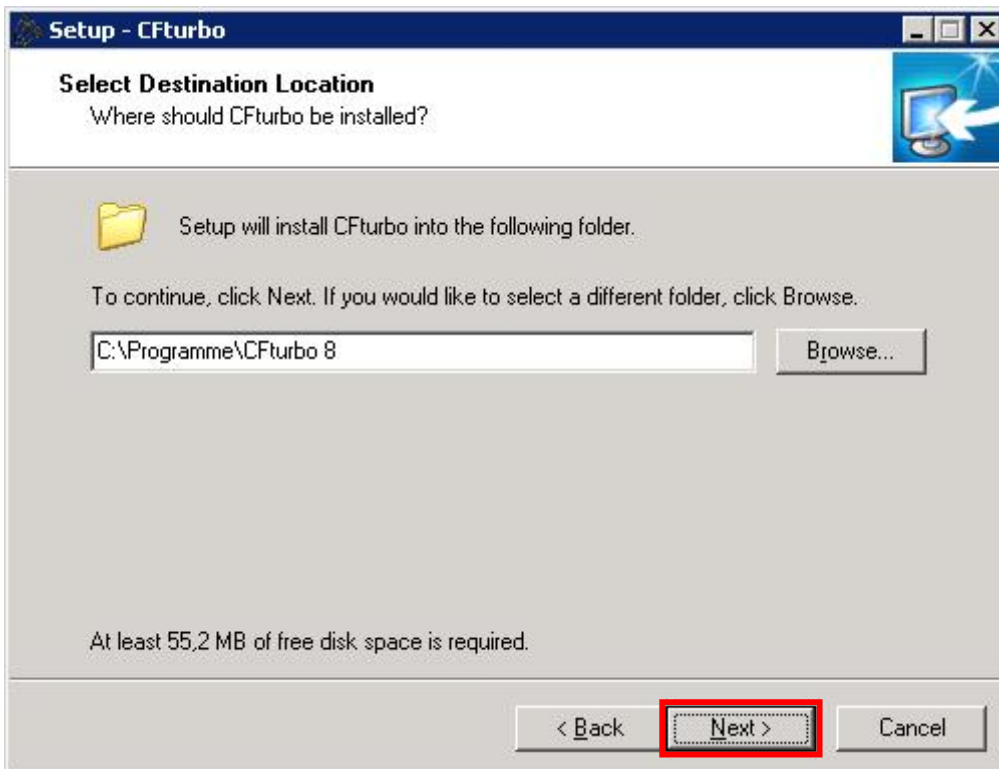 Setup - CFturbo
Select Destination Location
Where should CFturbo be installed?
Setup will install CFturbo into the following folder.
To continue, click Next. If you would like to select a different folder, click Browse.
C:\Programme\CFturbo 8
Browse...
At least 55,2 MB of free disk space is required.
< Back
Next >
Cancel